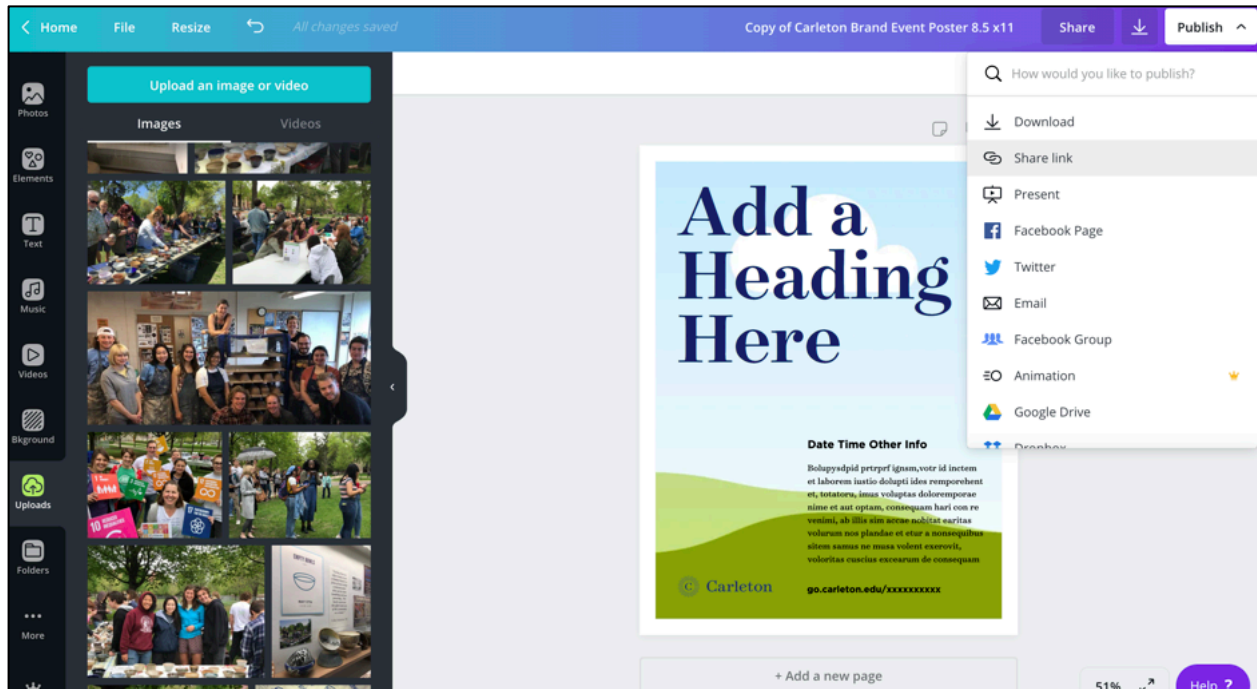 Home File Resize All changes saved Copy of Carleton Brand Event Poster 8.5 x11 Share Publish
Photos
Elements
Text
Music
Videos
Bkground
Uploads
Folders
More
Upload an image or video
Images Videos
EMPTY BOWLS
10
How would you like to publish?
Download
Share link
Present
Facebook Page
Twitter
Email
Facebook Group
Animation
Google Drive
Dropbox
Add a
Heading
Here
Date Time Other Info
Bolupysdpid prtrprf ignsm,votr id inctem
et laborem iustio dolupti ides remporehent
et, totatoru, imus voluptas doloremporae
nime et aut optam, consequam hari con re
venimi, ab illis sim accae nobitat earitas
volurum nos plandae et etur a nonsequibus
sitem samus ne musa volent exerovit,
voloritas cuscius excearum de consequam
C Carleton
go.carleton.edu/xxxxxxxxxx
+ Add a new page
51% Help ?